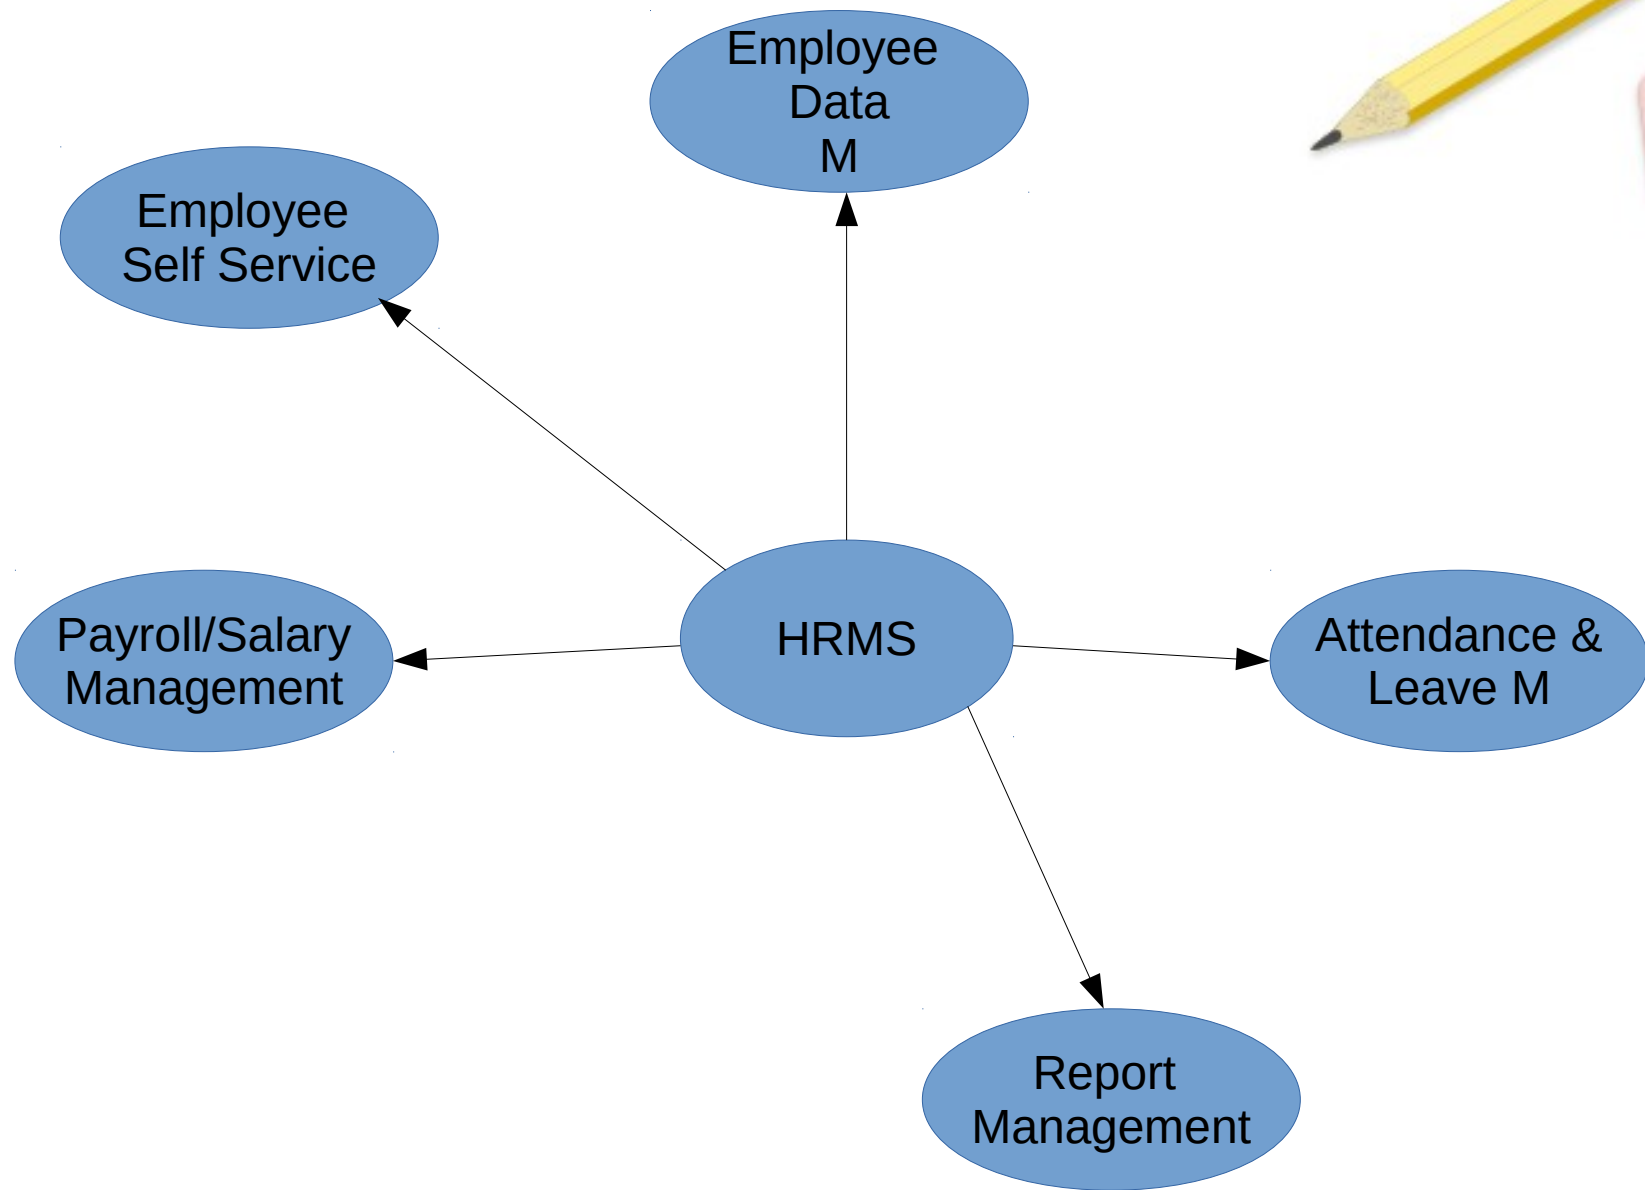 Employee
Data
M
Employee
Self Service
Payroll/Salary
Management
HRMS
Attendance &
Leave M
Report
Management